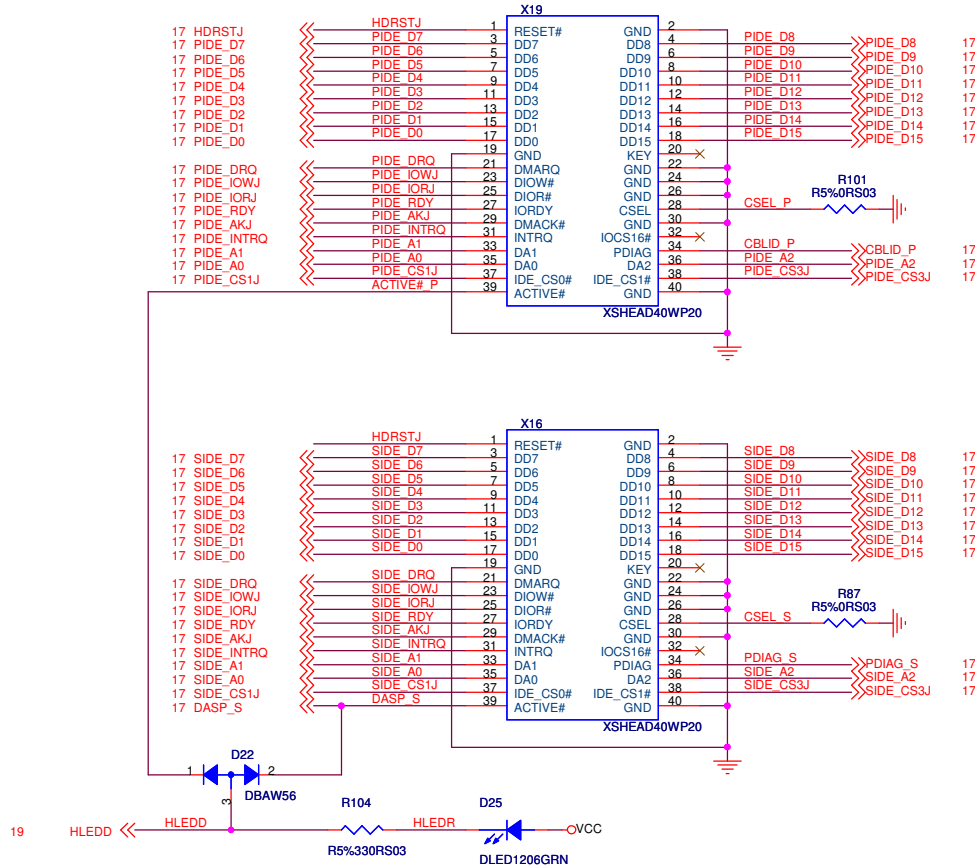 X19
17 HDRSTJ HDRSTJ 1 RESET# GND 2
17 PIDE_D7 PIDE_D7 3 DD7 DD8 4 PIDE_D8 PIDE_D8 17
17 PIDE_D6 PIDE_D6 5 DD6 DD9 6 PIDE_D9 PIDE_D9 17
17 PIDE_D5 PIDE_D5 7 DD5 DD10 8 PIDE_D10 PIDE_D10 17
17 PIDE_D4 PIDE_D4 9 DD4 DD11 10 PIDE_D11 PIDE_D11 17
17 PIDE_D3 PIDE_D3 11 DD3 DD12 12 PIDE_D12 PIDE_D12 17
17 PIDE_D2 PIDE_D2 13 DD2 DD13 14 PIDE_D13 PIDE_D13 17
17 PIDE_D1 PIDE_D1 15 DD1 DD14 16 PIDE_D14 PIDE_D14 17
17 PIDE_D0 PIDE_D0 17 DD0 DD15 18 PIDE_D15 PIDE_D15 17
19 GND KEY 20
17 PIDE_DRQ PIDE_DRQ 21 DMARQ GND 22
17 PIDE_IOWJ PIDE_IOWJ 23 DIOW# GND 24
R101
R5%0RS03
17 PIDE_IORJ PIDE_IORJ 25 DIOR# GND 26
17 PIDE_RDY PIDE_RDY 27 IORDY CSEL 28 CSEL_P
17 PIDE_AKJ PIDE_AKJ 29 DMACK# GND 30
17 PIDE_INTRQ PIDE_INTRQ 31 INTRQ IOCS16# 32
17 PIDE_A1 PIDE_A1 33 DA1 PDIAG 34 CBLID_P CBLID_P 17
17 PIDE_A0 PIDE_A0 35 DA0 DA2 36 PIDE_A2 PIDE_A2 17
17 PIDE_CS1J PIDE_CS1J 37 IDE_CS0# IDE_CS1# 38 PIDE_CS3J PIDE_CS3J 17
ACTIVE#_P 39 ACTIVE# GND 40
XSHEAD40WP20
X16
HDRSTJ 1 RESET# GND 2
17 SIDE_D7 SIDE_D7 3 DD7 DD8 4 SIDE_D8 SIDE_D8 17
17 SIDE_D6 SIDE_D6 5 DD6 DD9 6 SIDE_D9 SIDE_D9 17
17 SIDE_D5 SIDE_D5 7 DD5 DD10 8 SIDE_D10 SIDE_D10 17
17 SIDE_D4 SIDE_D4 9 DD4 DD11 10 SIDE_D11 SIDE_D11 17
17 SIDE_D3 SIDE_D3 11 DD3 DD12 12 SIDE_D12 SIDE_D12 17
17 SIDE_D2 SIDE_D2 13 DD2 DD13 14 SIDE_D13 SIDE_D13 17
17 SIDE_D1 SIDE_D1 15 DD1 DD14 16 SIDE_D14 SIDE_D14 17
17 SIDE_D0 SIDE_D0 17 DD0 DD15 18 SIDE_D15 SIDE_D15 17
19 GND KEY 20
17 SIDE_DRQ SIDE_DRQ 21 DMARQ GND 22
17 SIDE_IOWJ SIDE_IOWJ 23 DIOW# GND 24
R87
R5%0RS03
17 SIDE_IORJ SIDE_IORJ 25 DIOR# GND 26
17 SIDE_RDY SIDE_RDY 27 IORDY CSEL 28 CSEL_S
17 SIDE_AKJ SIDE_AKJ 29 DMACK# GND 30
17 SIDE_INTRQ SIDE_INTRQ 31 INTRQ IOCS16# 32
17 SIDE_A1 SIDE_A1 33 DA1 PDIAG 34 PDIAG_S PDIAG_S 17
17 SIDE_A0 SIDE_A0 35 DA0 DA2 36 SIDE_A2 SIDE_A2 17
17 SIDE_CS1J SIDE_CS1J 37 IDE_CS0# IDE_CS1# 38 SIDE_CS3J SIDE_CS3J 17
17 DASP_S DASP_S 39 ACTIVE# GND 40
XSHEAD40WP20
D22
1 2
DBAW56
3
R104 D25
19 HLEDD HLEDD HLEDR VCC
R5%330RS03
DLED1206GRN